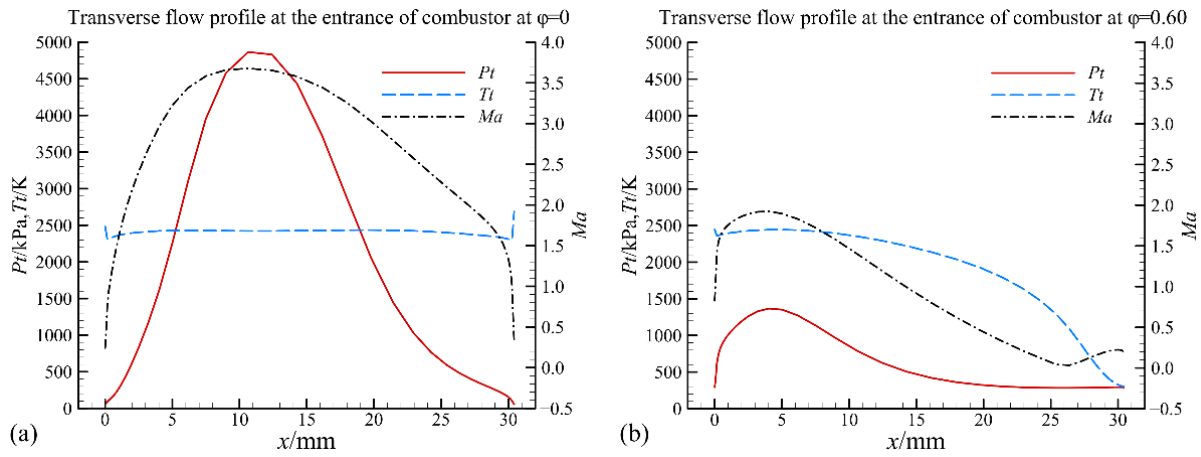 Transverse flow profile at the entrance of combustor at φ=0
5000
4500
4000
3500
3000
2500
2000
1500
1000
500
0
Pt/kPa,Tt/K
4.0
3.5
3.0
2.5
2.0
1.5
1.0
0.5
0.0
−0.5
Ma
Pt
Tt
Ma
0 5 10 15 20 25 30
x/mm
(a)
Transverse flow profile at the entrance of combustor at φ=0.60
5000
4500
4000
3500
3000
2500
2000
1500
1000
500
0
Pt/kPa,Tt/K
4.0
3.5
3.0
2.5
2.0
1.5
1.0
0.5
0.0
−0.5
Ma
Pt
Tt
Ma
0 5 10 15 20 25 30
x/mm
(b)